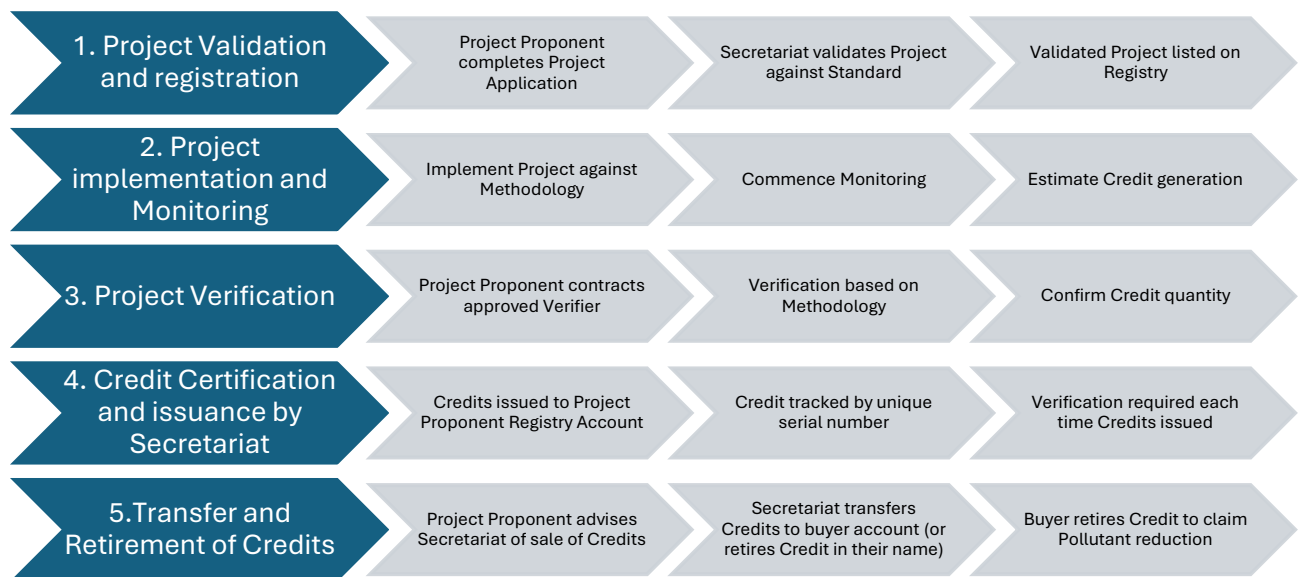 1. Project Validation
and registration
Project Proponent
completes Project
Application
Secretariat validates Project
against Standard
Validated Project listed on
Registry
2. Project
implementation and
Monitoring
Implement Project against
Methodology
Commence Monitoring
Estimate Credit generation
3. Project Verification
Project Proponent contracts
approved Verifier
Verification based on
Methodology
Confirm Credit quantity
4. Credit Certification
and issuance by
Secretariat
Credits issued to Project
Proponent Registry Account
Credit tracked by unique
serial number
Verification required each
time Credits issued
5.Transfer and
Retirement of Credits
Project Proponent advises
Secretariat of sale of Credits
Secretariat transfers
Credits to buyer account (or
retires Credit in their name)
Buyer retires Credit to claim
Pollutant reduction